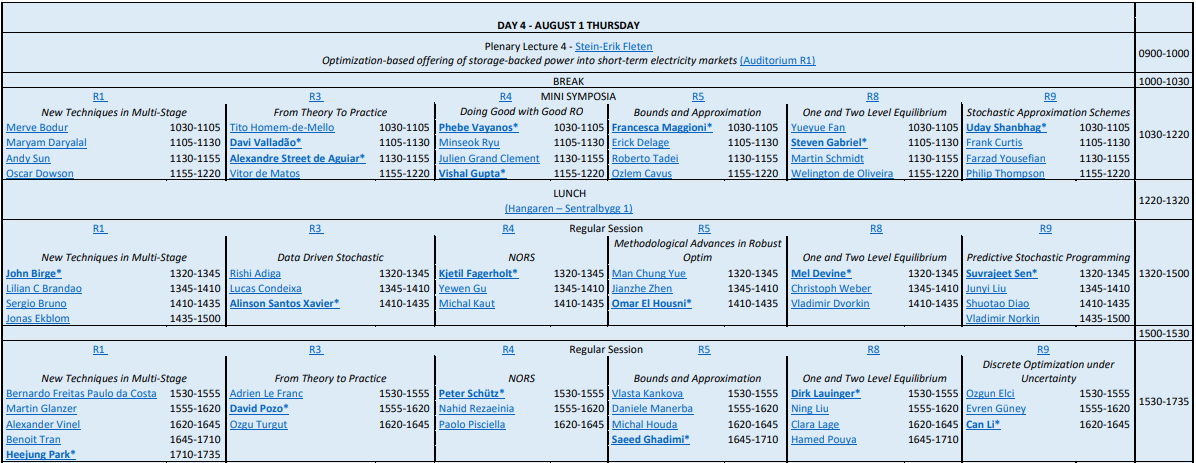 DAY 4 - AUGUST 1 THURSDAY
Plenary Lecture 4 - Stein-Erik Fleten
Optimization-based offering of storage-backed power into short-term electricity markets (Auditorium R1) 0900-1000
BREAK 1000-1030
R1 R3 R4 MINI SYMPOSIA R5 R8 R9
New Techniques in Multi-Stage From Theory To Practice Doing Good with Good RO Bounds and Approximation One and Two Level Equilibrium Stochastic Approximation Schemes
Merve Bodur 1030-1105 Tito Homem-de-Mello 1030-1105 Phebe Vayanos* 1030-1105 Francesca Maggioni* 1030-1105 Yueyue Fan 1030-1105 Uday Shanbhag* 1030-1105 1030-1220
Maryam Daryalal 1105-1130 Davi Valladão* 1105-1130 Minseok Ryu 1105-1130 Erick Delage 1105-1130 Steven Gabriel* 1105-1130 Frank Curtis 1105-1130
Andy Sun 1130-1155 Alexandre Street de Aguiar* 1130-1155 Julien Grand Clement 1130-1155 Roberto Tadei 1130-1155 Martin Schmidt 1130-1155 Farzad Yousefian 1130-1155
Oscar Dowson 1155-1220 Vitor de Matos 1155-1220 Vishal Gupta* 1155-1220 Ozlem Cavus 1155-1220 Welington de Oliveira 1155-1220 Philip Thompson 1155-1220
LUNCH
(Hangaren – Sentralbygg 1) 1220-1320
R1 R3 R4 Regular Session R5 R8 R9
New Techniques in Multi-Stage Data Driven Stochastic NORS Methodological Advances in Robust Optim One and Two Level Equilibrium Predictive Stochastic Programming
John Birge* 1320-1345 Rishi Adiga 1320-1345 Kjetil Fagerholt* 1320-1345 Man Chung Yue 1320-1345 Mel Devine* 1320-1345 Suvrajeet Sen* 1320-1345 1320-1500
Lilian C Brandao 1345-1410 Lucas Condeixa 1345-1410 Yewen Gu 1345-1410 Jianzhe Zhen 1345-1410 Christoph Weber 1345-1410 Junyi Liu 1345-1410
Sergio Bruno 1410-1435 Alinson Santos Xavier* 1410-1435 Michal Kaut 1410-1435 Omar El Housni* 1410-1435 Vladimir Dvorkin 1410-1435 Shuotao Diao 1410-1435
Jonas Ekblom 1435-1500 Vladimir Norkin 1435-1500
1500-1530
R1 R3 R4 Regular Session R5 R8 R9
New Techniques in Multi-Stage From Theory to Practice NORS Bounds and Approximation One and Two Level Equilibrium Discrete Optimization under Uncertainty
Bernardo Freitas Paulo da Costa 1530-1555 Adrien Le Franc 1530-1555 Peter Schütz* 1530-1555 Vlasta Kankova 1530-1555 Dirk Lauinger* 1530-1555 Ozgun Elci 1530-1555 1530-1735
Martin Glanzer 1555-1620 David Pozo* 1555-1620 Nahid Rezaeinia 1555-1620 Daniele Manerba 1555-1620 Ning Liu 1555-1620 Evren Güney 1555-1620
Alexander Vinel 1620-1645 Ozgu Turgut 1620-1645 Paolo Pisciella 1620-1645 Michal Houda 1620-1645 Clara Lage 1620-1645 Can Li* 1620-1645
Benoit Tran 1645-1710 Saeed Ghadimi* 1645-1710 Hamed Pouya 1645-1710
Heejung Park* 1710-1735